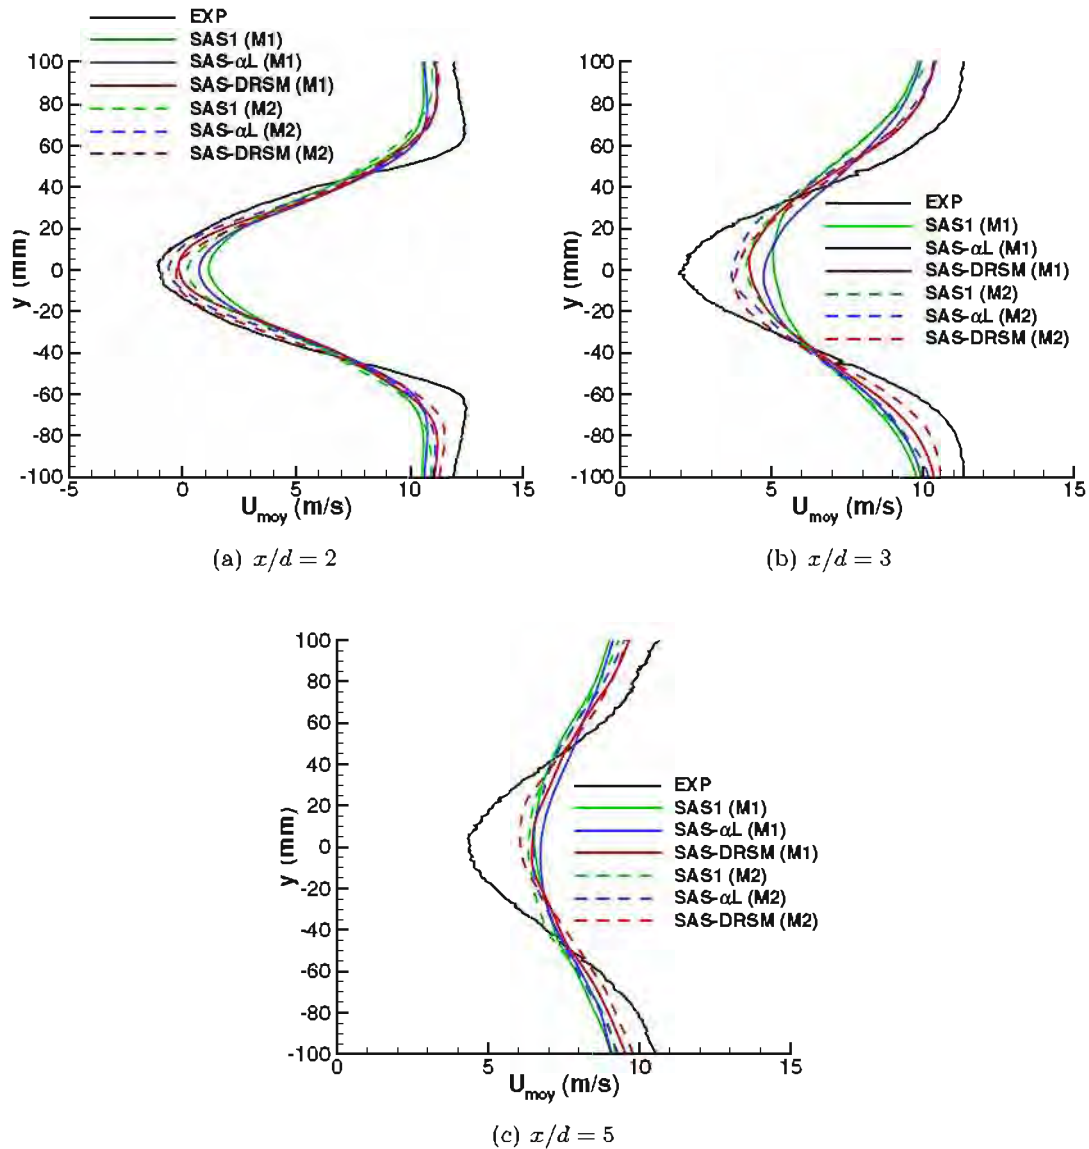 EXP
SAS1 (M1)
SAS-αL (M1)
SAS-DRSM (M1)
SAS1 (M2)
SAS-αL (M2)
SAS-DRSM (M2)
100
80
60
40
20
0
-20
-40
-60
-80
-100
y (mm)
-5 0 5 10 15
U_moy (m/s)
(a) x/d = 2
EXP
SAS1 (M1)
SAS-αL (M1)
SAS-DRSM (M1)
SAS1 (M2)
SAS-αL (M2)
SAS-DRSM (M2)
100
80
60
40
20
0
-20
-40
-60
-80
-100
y (mm)
0 5 10 15
U_moy (m/s)
(b) x/d = 3
EXP
SAS1 (M1)
SAS-αL (M1)
SAS-DRSM (M1)
SAS1 (M2)
SAS-αL (M2)
SAS-DRSM (M2)
100
80
60
40
20
0
-20
-40
-60
-80
-100
y (mm)
0 5 10 15
U_moy (m/s)
(c) x/d = 5